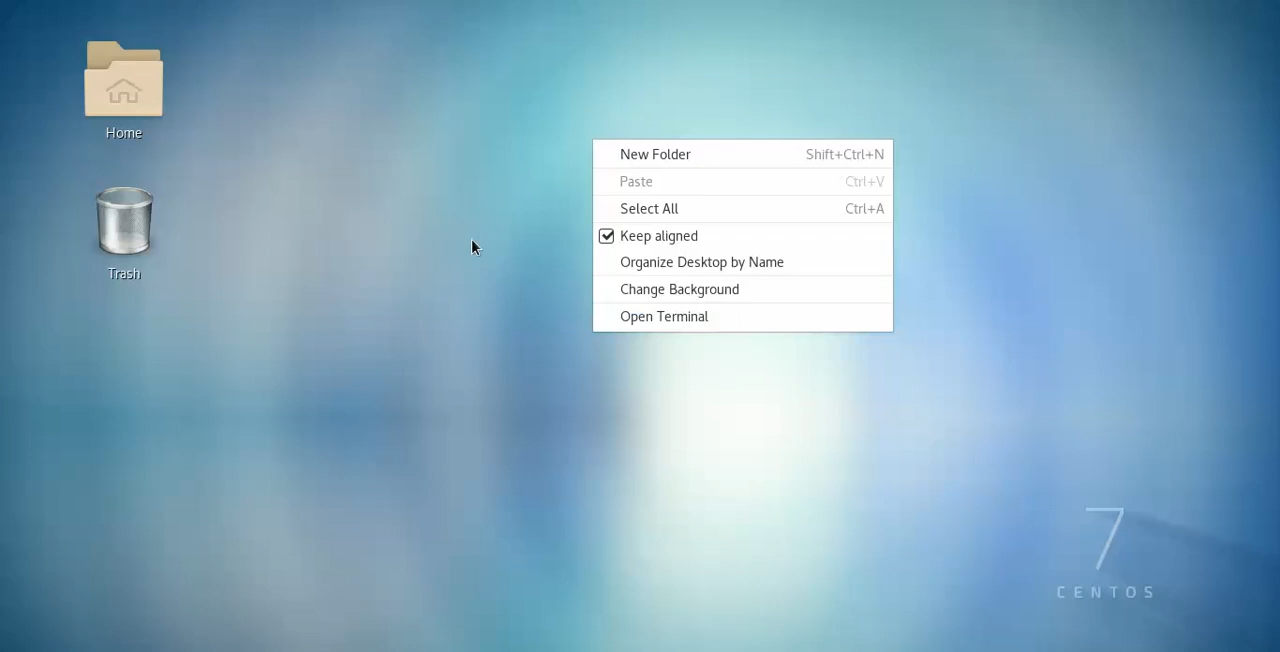 Home
Trash
New Folder Shift+Ctrl+N
Paste Ctrl+V
Select All Ctrl+A
Keep aligned
Organize Desktop by Name
Change Background
Open Terminal
7
CENTOS